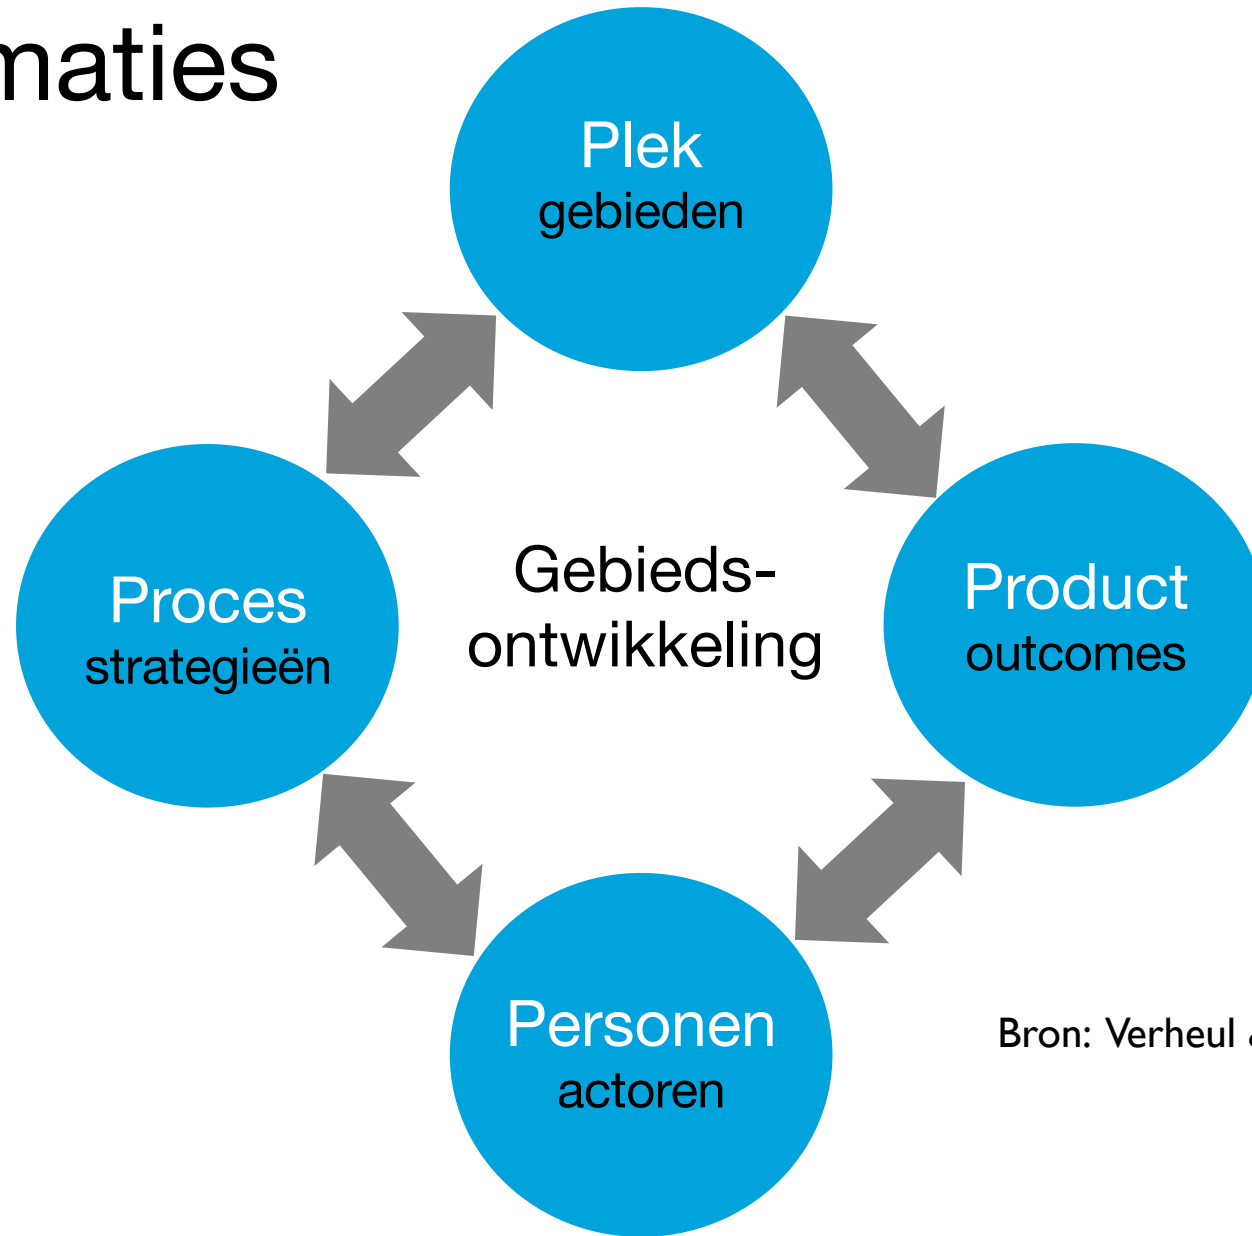 maties
Plek
gebieden
Gebieds-
ontwikkeling
Proces
strategieën
Product
outcomes
Personen
actoren
Bron: Verheul